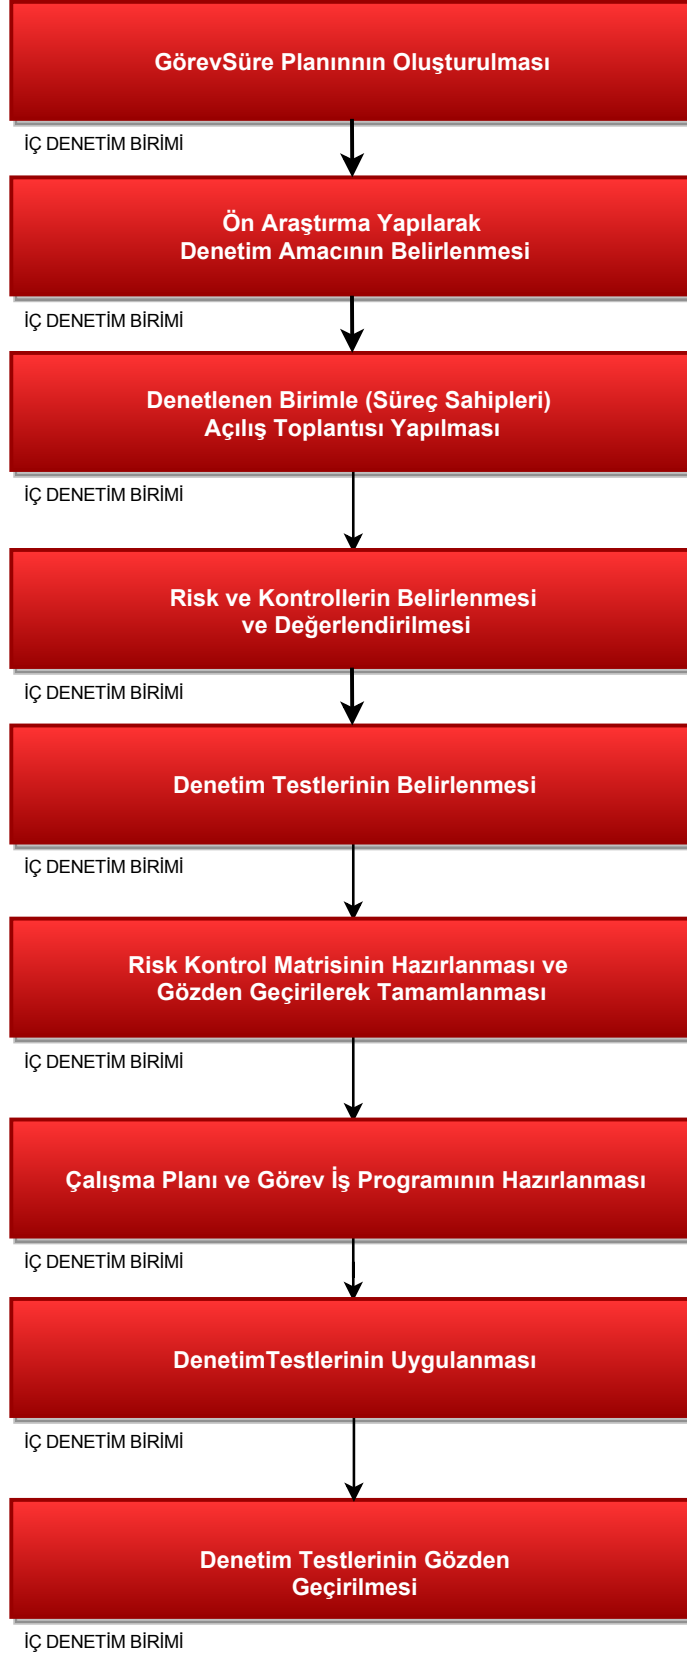 GörevSüre Planınnın Oluşturulması
İÇ DENETİM BİRİMİ
Ön Araştırma Yapılarak
Denetim Amacının Belirlenmesi
İÇ DENETİM BİRİMİ
Denetlenen Birimle (Süreç Sahipleri)
Açılış Toplantısı Yapılması
İÇ DENETİM BİRİMİ
Risk ve Kontrollerin Belirlenmesi
ve Değerlendirilmesi
İÇ DENETİM BİRİMİ
Denetim Testlerinin Belirlenmesi
İÇ DENETİM BİRİMİ
Risk Kontrol Matrisinin Hazırlanması ve
Gözden Geçirilerek Tamamlanması
İÇ DENETİM BİRİMİ
Çalışma Planı ve Görev İş Programının Hazırlanması
İÇ DENETİM BİRİMİ
DenetimTestlerinin Uygulanması
İÇ DENETİM BİRİMİ
Denetim Testlerinin Gözden
Geçirilmesi
İÇ DENETİM BİRİMİ